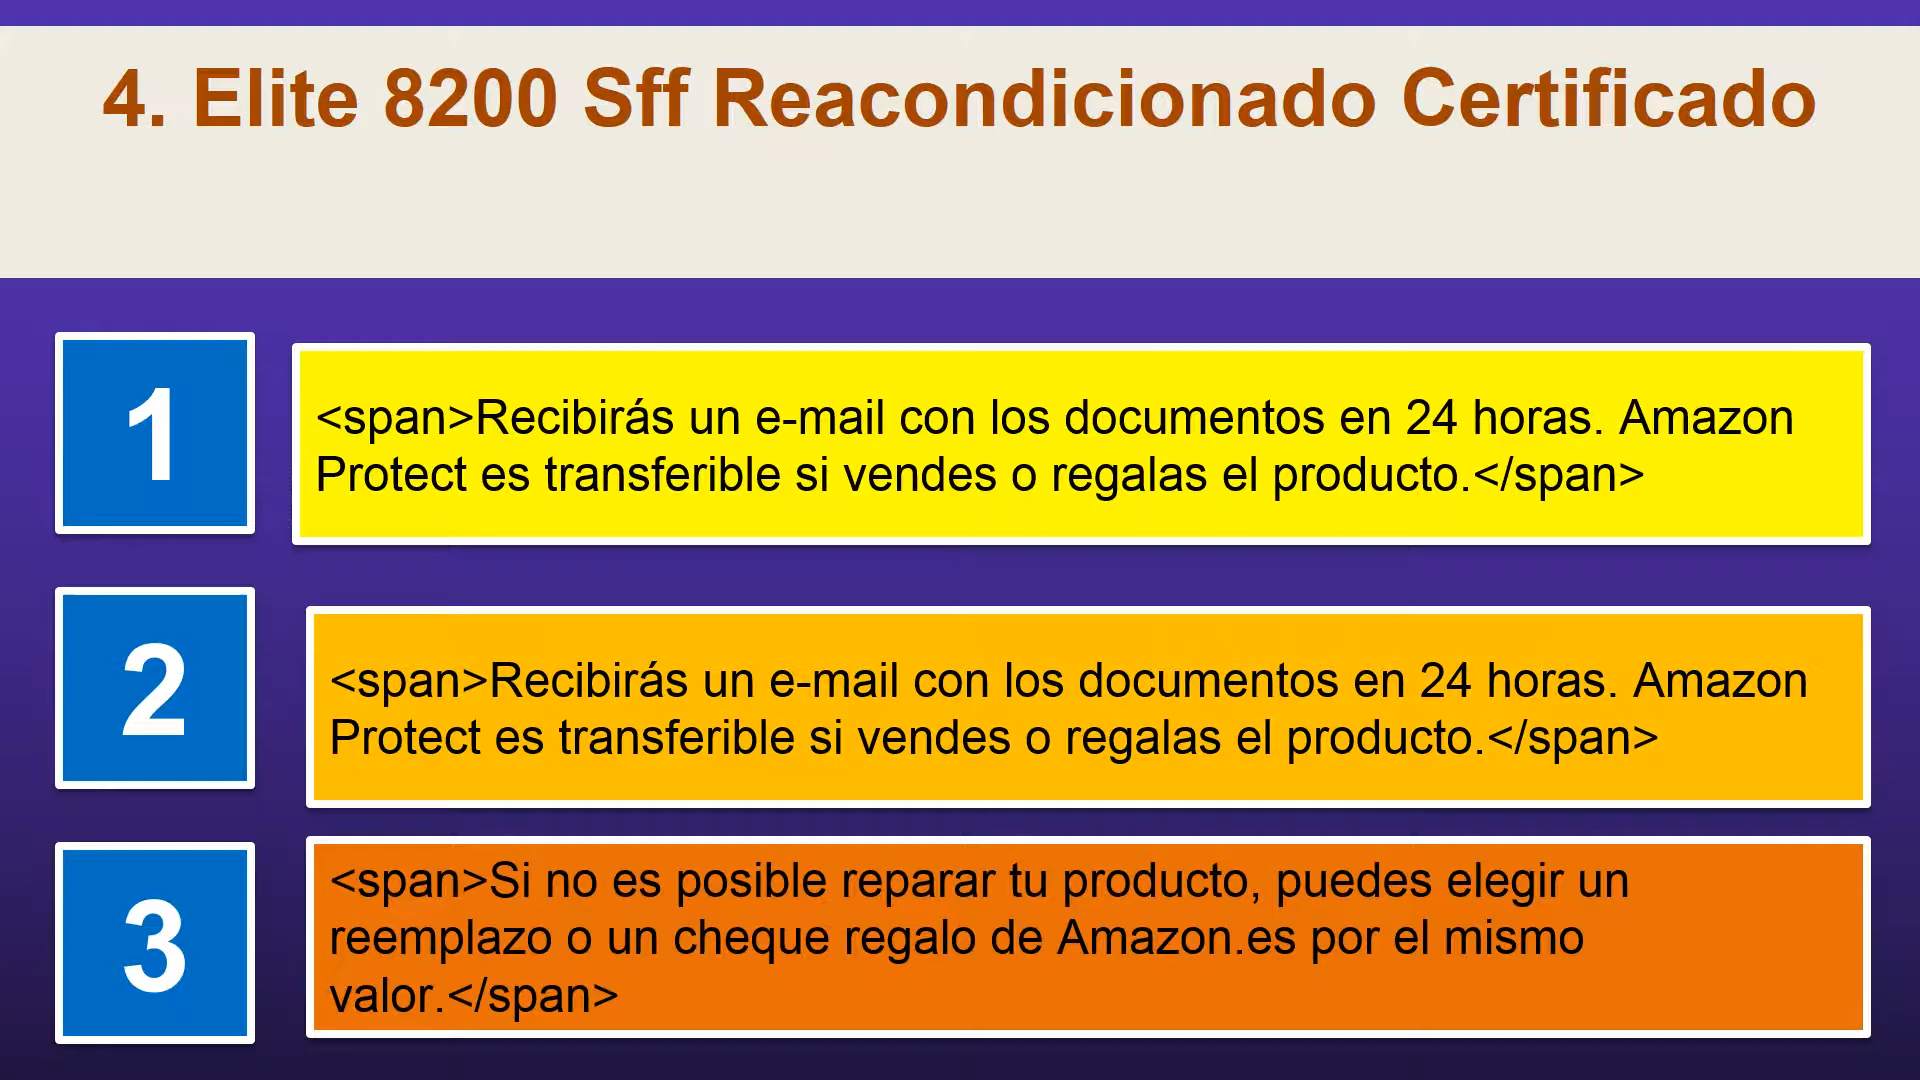 4. Elite 8200 Sff Reacondicionado Certificado
1
<span>Recibirás un e-mail con los documentos en 24 horas. Amazon
Protect es transferible si vendes o regalas el producto.</span>
2
<span>Recibirás un e-mail con los documentos en 24 horas. Amazon
Protect es transferible si vendes o regalas el producto.</span>
3
<span>Si no es posible reparar tu producto, puedes elegir un
reemplazo o un cheque regalo de Amazon.es por el mismo
valor.</span>